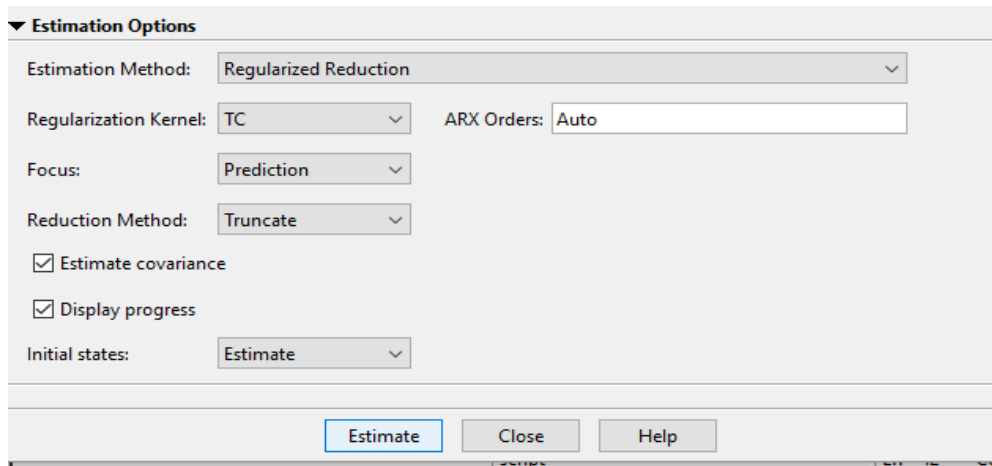 Estimation Options
Estimation Method: Regularized Reduction
Regularization Kernel: TC ARX Orders: Auto
Focus: Prediction
Reduction Method: Truncate
Estimate covariance
Display progress
Initial states: Estimate
Estimate Close Help